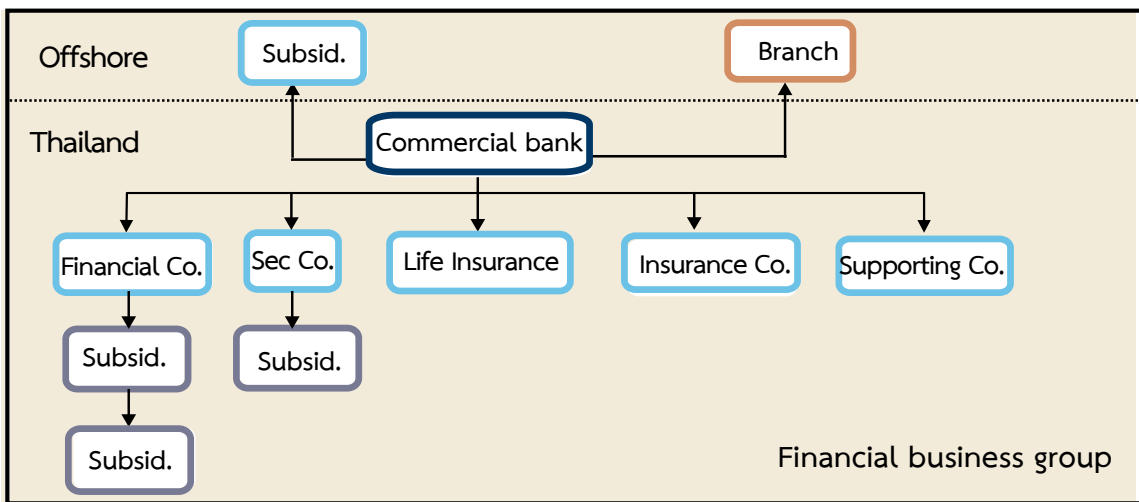 Offshore
Subsid.
Branch
Thailand
Commercial bank
Financial Co.
Sec Co.
Life Insurance
Insurance Co.
Supporting Co.
Subsid.
Subsid.
Subsid.
Financial business group